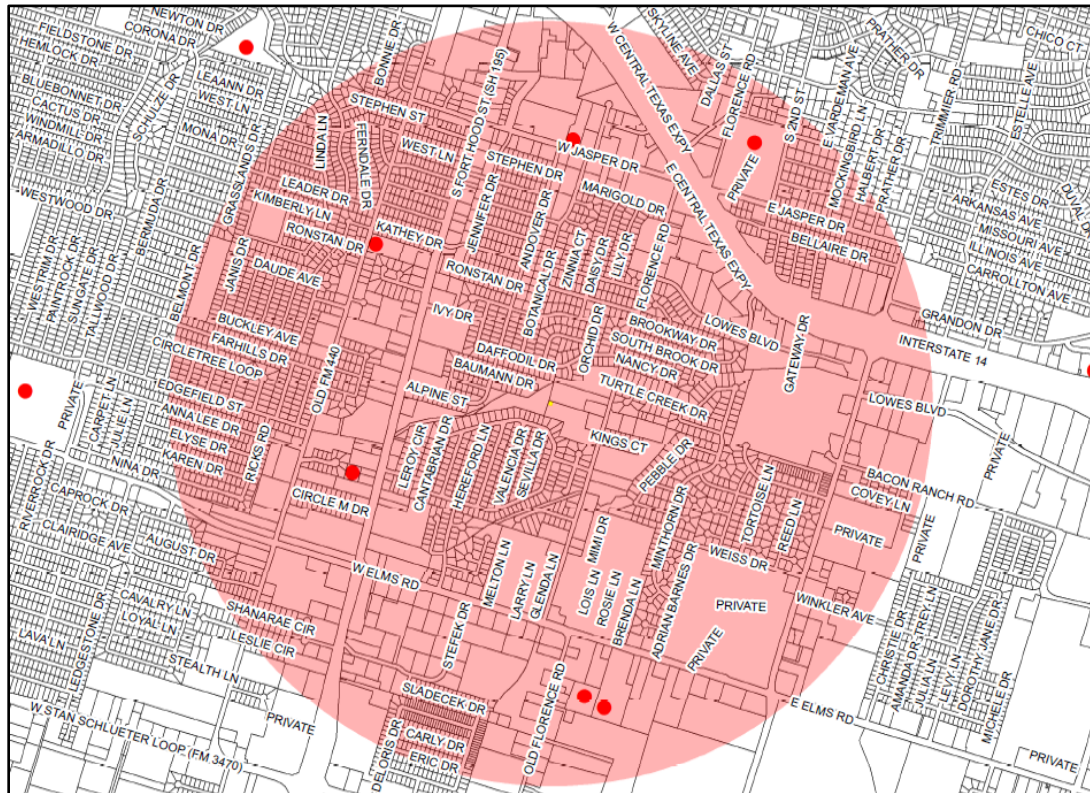 NEWTON DR
CORONA DR
FIELDSTONE DR
HEMLOCK DR
BLUEBONNET DR
CACTUS DR
WINDMILL DR
ARMADILLO DR
SCHULZE DR
LEAANN DR
WEST LN
MONA DR
GRASSLANDS DR
BONNIE DR
STEPHEN ST
LINDA LN
FERNDALE DR
WEST LN
S FORT HOOD ST. (SH 195)
W CENTRAL TEXAS EXPY
SKYLINE AVE
DALLAS ST
FLORENCE RD
S 2ND ST
E VARDEMAN AVE
PRATHER DR
CHICO CT
ESTELLE AVE
TRIMMER RD
MOCKINGBIRD LN
HALBERT DR
PRATHER DR
W JASPER DR
STEPHEN DR
PRIVATE
E CENTRAL TEXAS EXPY
ESTES DR
DUVAL
ARKANSAS AVE
MISSOURI AVE
ILLINOIS AVE
CARROLLTON AVE
WESTWOOD DR
BERMUDA DR
LEADER DR
KIMBERLY LN
RONSTAN DR
KATHEY DR
JENNIFER DR
ANDOVER DR
MARIGOLD DR
E JASPER DR
BELLAIRE DR
WESTRIM DR
PANTROCK DR
SUNGATE DR
TALLWOOD DR
BELMONT DR
JANIS DR
DAUDE AVE
RONSTAN DR
BOTANICAL DR
ZINNIA CT
DAISY DR
LILY DR
FLORENCE RD
IVY DR
ORCHID DR
BROOKWAY DR
LOWES BLVD
GATEWAY DR
GRANDON DR
INTERSTATE 14
BUCKLEY AVE
FARHILLS DR
CIRCLETREE LOOP
OLD FM 440
DAFFODIL DR
BAUMANN DR
SOUTH BROOK DR
NANCY DR
TURTLE CREEK DR
LOWES BLVD
PRIVATE
CARPET LN
JULIE LN
EDGEFIELD ST
ANNA LEE DR
ELYSE DR
KAREN DR
NINA DR
RICKS RD
ALPINE ST
LEROY CIR
CANTABRIAN DR
HEREFORD LN
VALENCIA DR
SEVILLA DR
KINGS CT
PEBBLE DR
PRIVATE
BACON RANCH RD
COVEY LN
RIVERROCK DR
CAPROCK DR
CLAIRIDGE AVE
AUGUST DR
CIRCLE M DR
MIMI DR
MINTHORN DR
TORTOISE LN
REED LN
PRIVATE
PRIVATE
W ELMS RD
MELTON LN
LARRY LN
GLENDA LN
LOIS LN
ROSIE LN
BRENDA LN
ADRIAN BARNES DR
WEISS DR
PRIVATE
PRIVATE
WINKLER AVE
CAVALRY LN
LOYAL LN
SHANARAE CIR
LESLIE CIR
STEALTH LN
LAVA LN
LEDGESTONE DR
STEFEK DR
CHRISTIE DR
AMANDA DR
STREY LN
JULIA LN
LEVY LN
DOROTHY JANE DR
MICHELLE DR
W STAN SCHLUETER LOOP (FM 3470)
PRIVATE
SLADECEK DR
DELORIS DR
CARLY DR
ERIC DR
OLD FLORENCE RD
E ELMS RD
PRIVATE